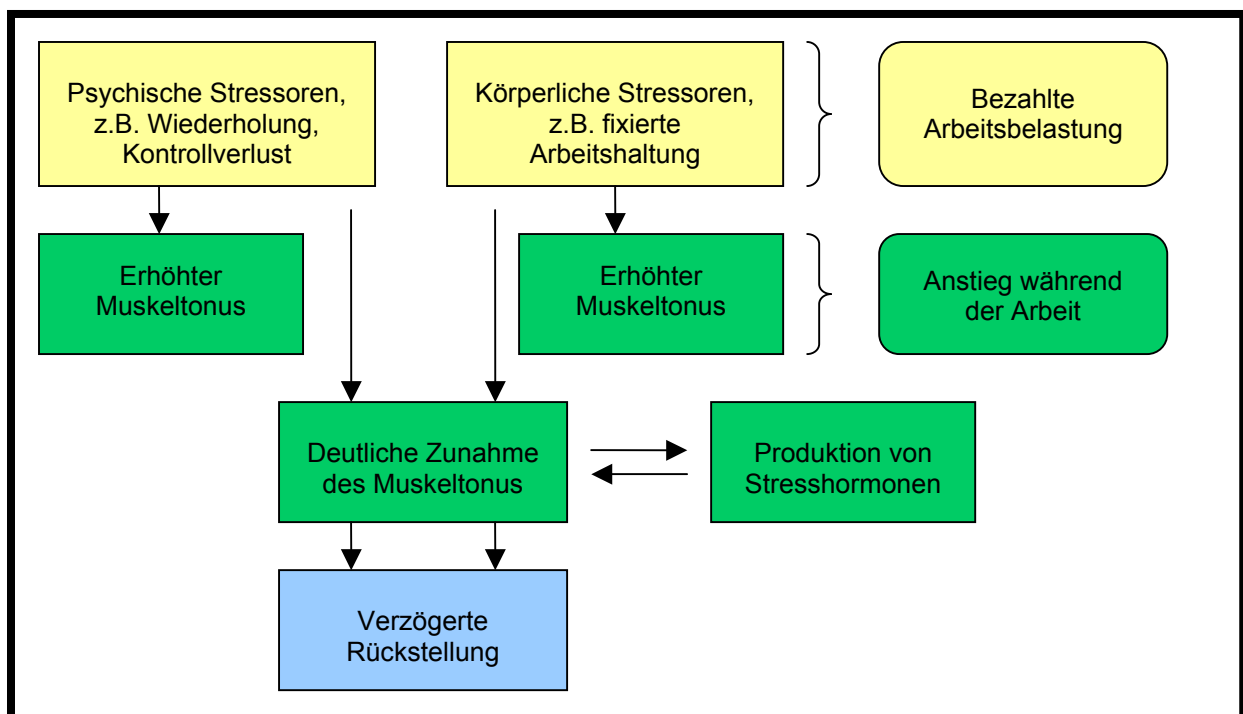 Psychische Stressoren,
z.B. Wiederholung,
Kontrollverlust
Körperliche Stressoren,
z.B. fixierte
Arbeitshaltung
Bezahlte
Arbeitsbelastung
Erhöhter
Muskeltonus
Erhöhter
Muskeltonus
Anstieg während
der Arbeit
Deutliche Zunahme
des Muskeltonus
Produktion von
Stresshormonen
Verzögerte
Rückstellung